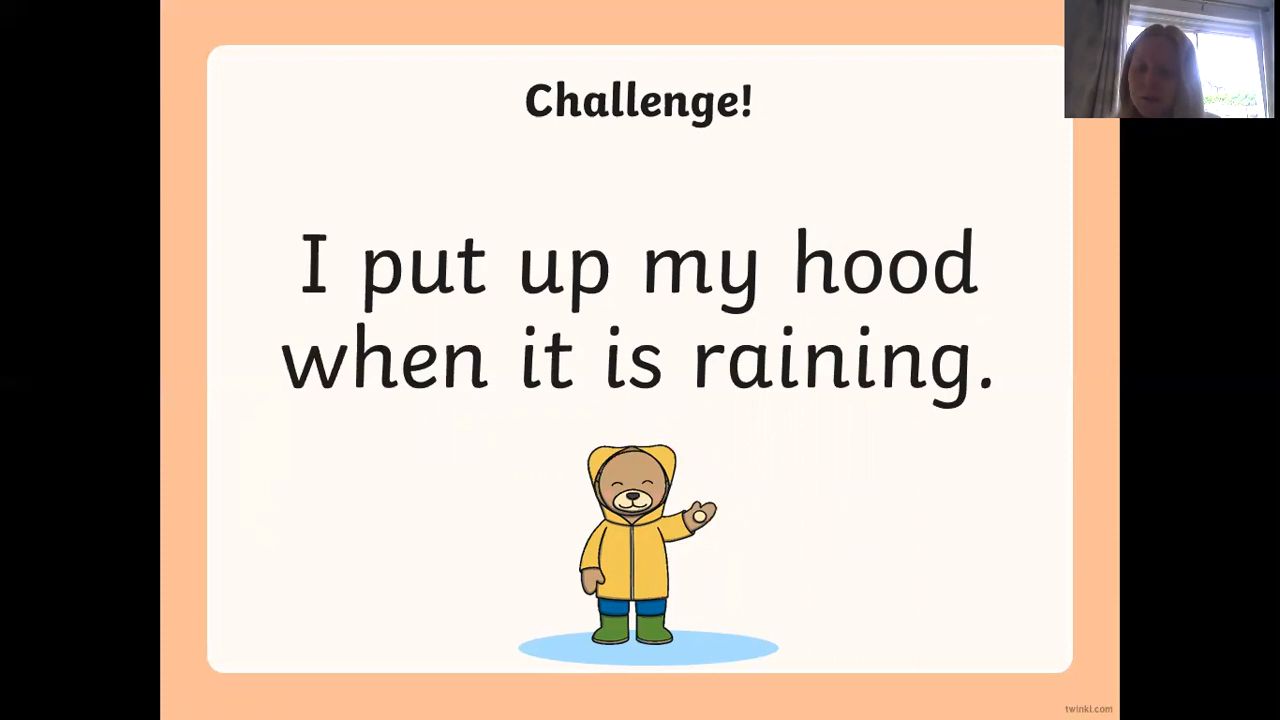 Challenge!
I put up my hood
when it is raining.
twinkl.com